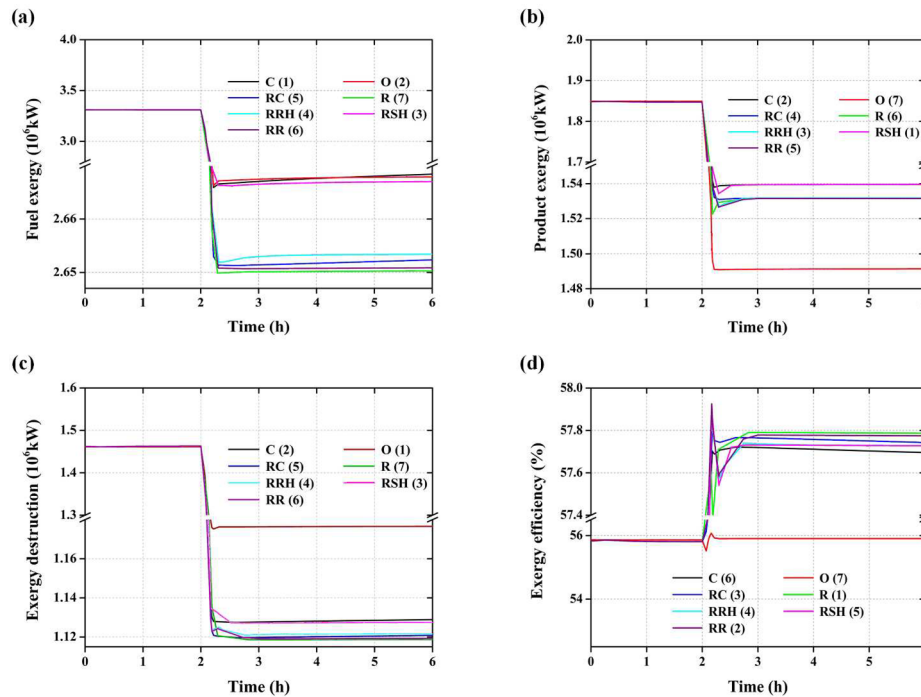 (a)
4.0
3.0
2.66
2.65
Fuel exergy (10⁶kW)
C (1) O (2)
RC (5) R (7)
RRH (4) RSH (3)
RR (6)
0 1 2 3 4 5 6
Time (h)
(b)
2.0
1.9
1.8
1.7
1.54
1.52
1.50
1.48
Product exergy (10⁶kW)
C (2) O (7)
RC (4) R (6)
RRH (3) RSH (1)
RR (5)
0 1 2 3 4 5
Time (h)
(c)
1.6
1.5
1.4
1.3
1.16
1.14
1.12
Exergy destruction (10⁶kW)
C (2) O (1)
RC (5) R (7)
RRH (4) RSH (3)
RR (6)
0 1 2 3 4 5 6
Time (h)
(d)
58.0
57.8
57.6
57.4
56
54
Exergy efficiency (%)
C (6) O (7)
RC (3) R (1)
RRH (4) RSH (5)
RR (2)
0 1 2 3 4 5
Time (h)